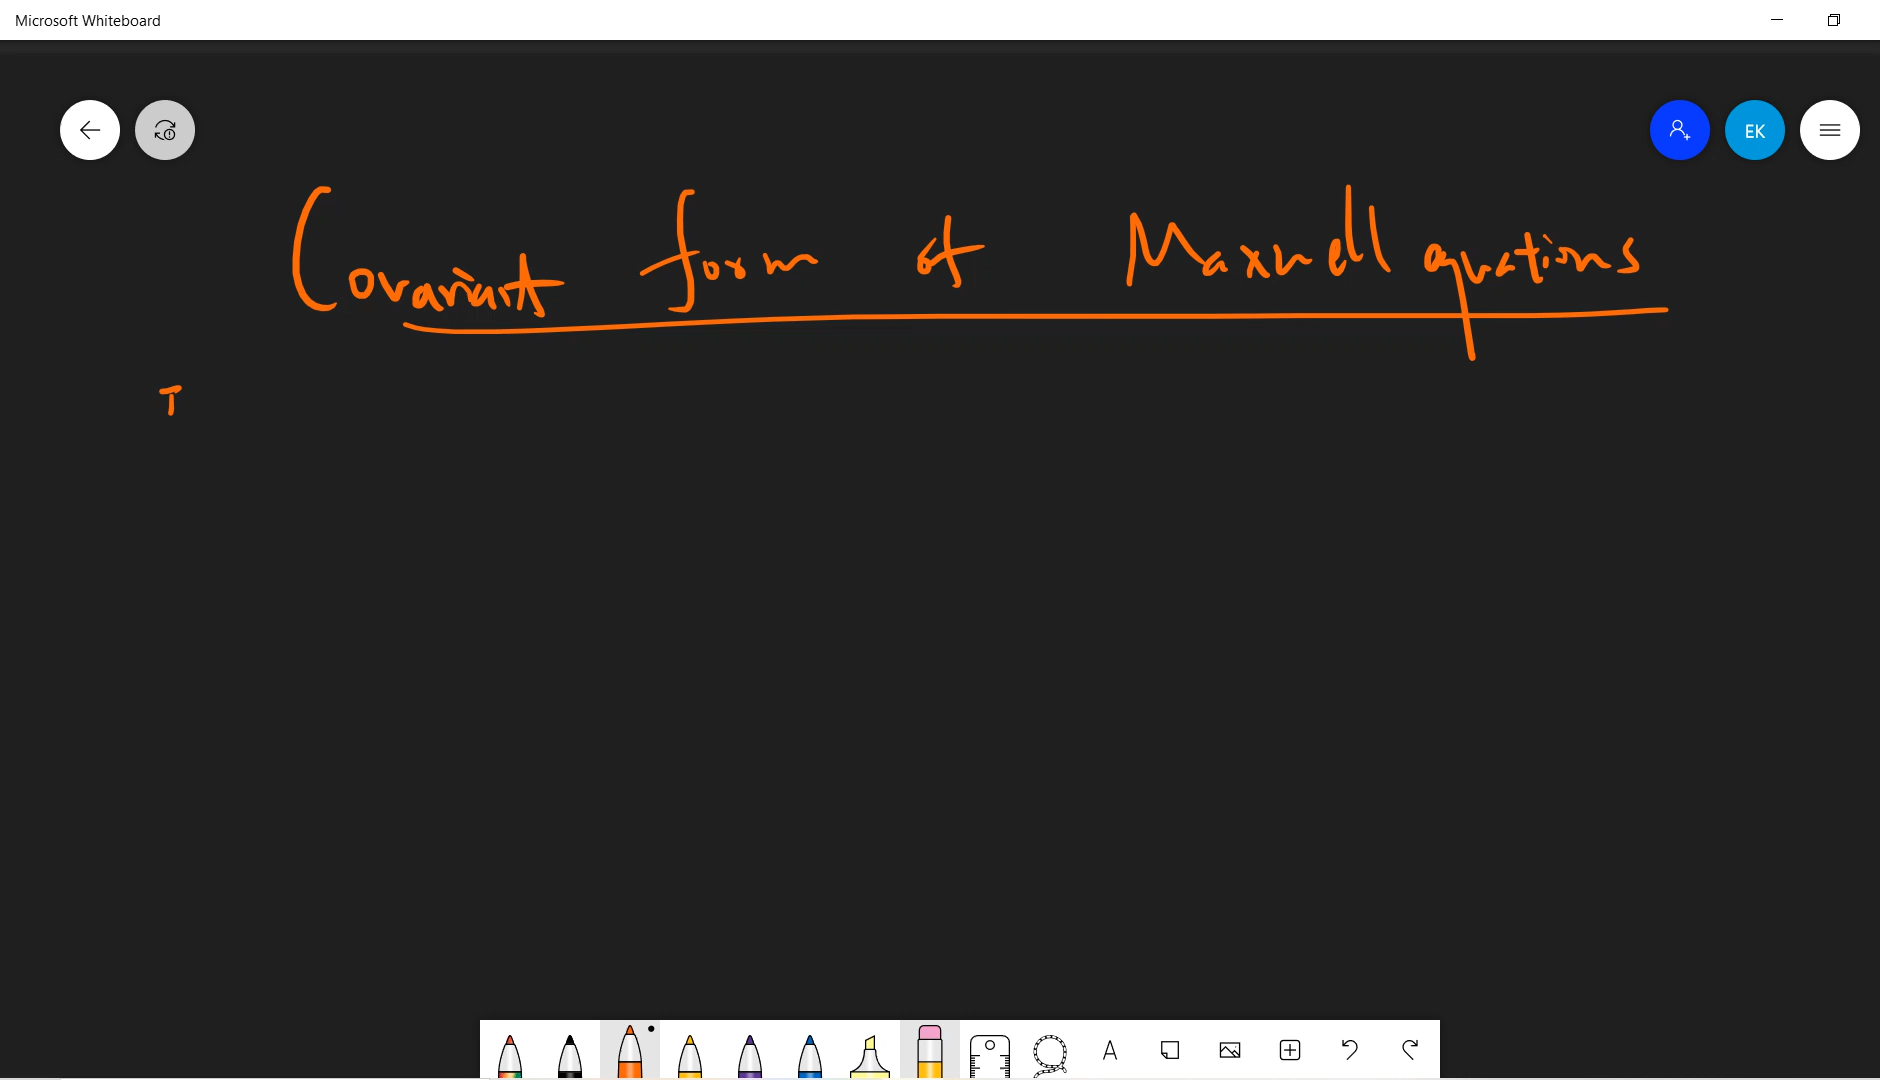 Microsoft Whiteboard
EK
Covariant form of Maxwell equations
T
A